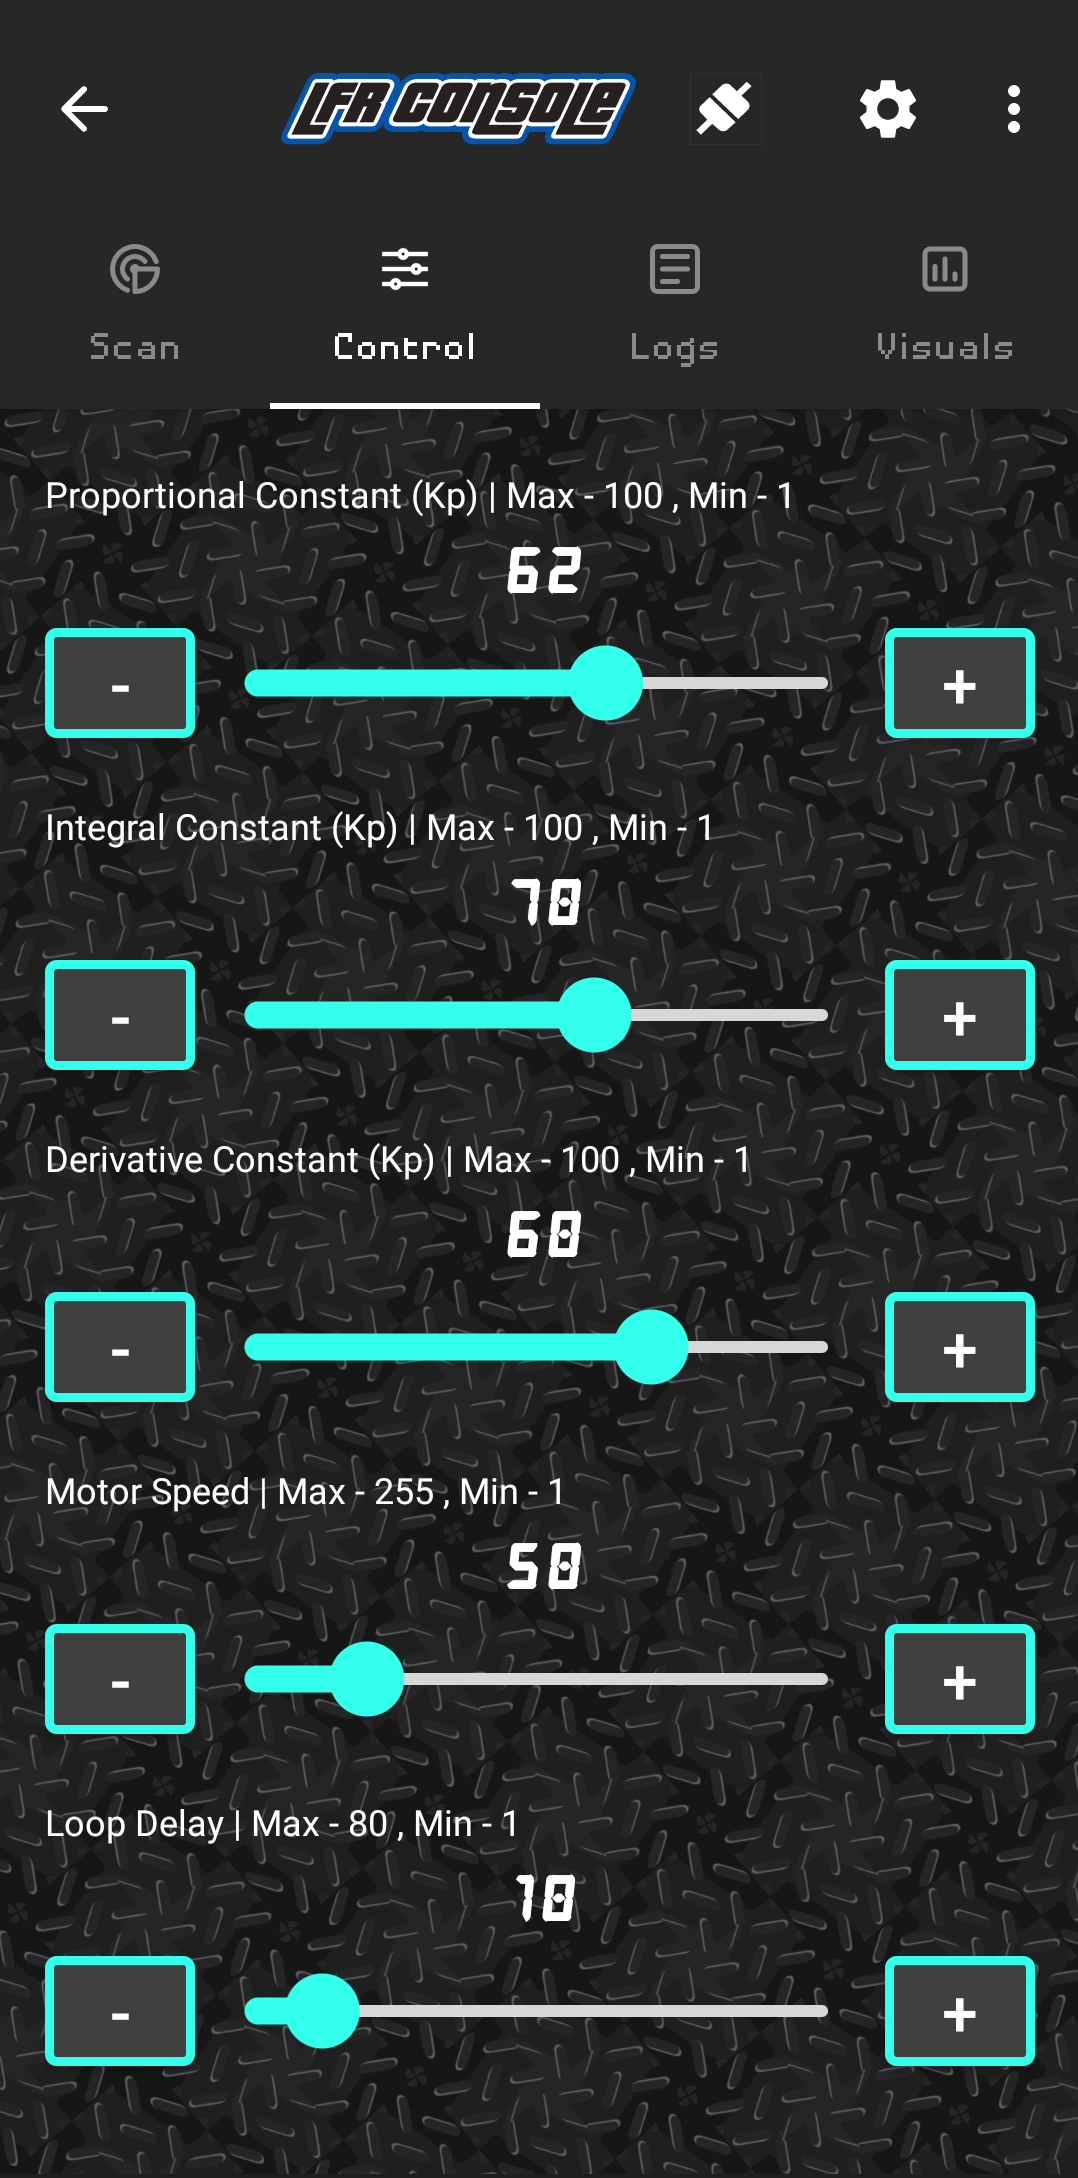 LFR CONSOLE
Scan Control Logs Visuals
Proportional Constant (Kp) | Max - 100 , Min - 1
62
- +
Integral Constant (Kp) | Max - 100 , Min - 1
70
- +
Derivative Constant (Kp) | Max - 100 , Min - 1
60
- +
Motor Speed | Max - 255 , Min - 1
50
- +
Loop Delay | Max - 80 , Min - 1
10
- +